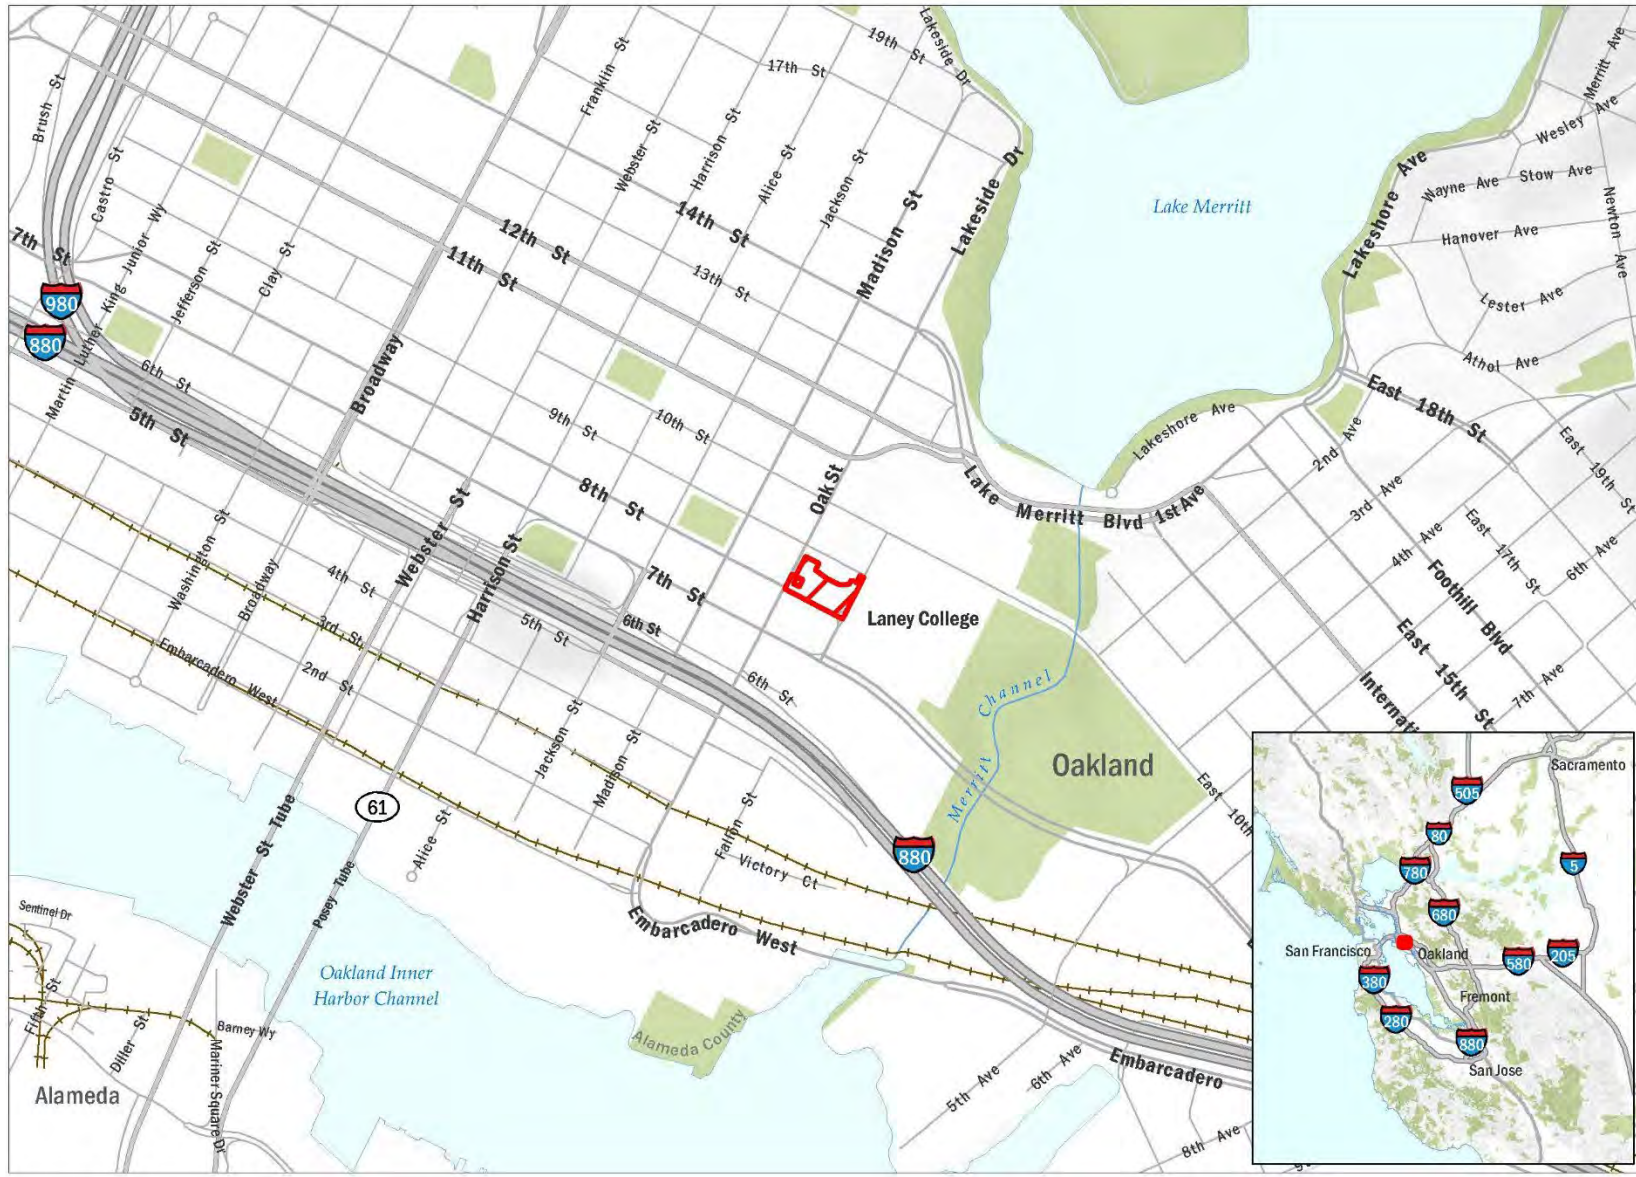 19th St
Lakeside Dr
17th St
Franklin St
Brush St
Webster St
Harrison St
Alice St
Jackson St
Merritt Ave
Wesley Ave
Castro St
Lakeside Dr
Lakeshore Ave
Wayne Ave
Stow Ave
Newton Ave
Madison St
Lake Merritt
14th St
12th St
11th St
13th St
7th St
Martin Luther King Junior Wy
Jefferson St
Clay St
Hanover Ave
Lester Ave
980
880
Athol Ave
6th St
Broadway
5th St
9th St
10th St
East 18th St
Lakeshore Ave
2nd Ave
East 19th St
Oak St
8th St
Lake Merritt Blvd
1st Ave
3rd Ave
4th Ave
East 17th St
6th Ave
Webster St
Harrison St
Washington St
Broadway
4th St
3rd St
7th St
6th St
5th St
Laney College
Foothill Blvd
East 15th St
7th Ave
Embarcadero West
2nd St
6th St
Internati
Merritt Channel
Oakland
East 10th
Jackson St
Madison St
61
Alice St
Fallon St
Victory Ct
880
Webster St Tube
Posey Tube
Embarcadero West
Sentinel Dr
Fifth St
Oakland Inner
Harbor Channel
Barney Wy
Diller St
Mariner Square Dr
Alameda
Alameda County
Embarcadero
5th Ave
6th Ave
8th Ave
Sacramento
505
80
5
780
680
San Francisco
Oakland
580
205
380
Fremont
280
880
San Jose